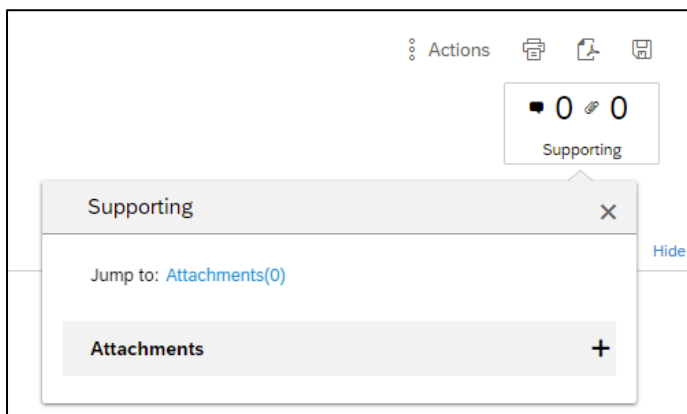 Actions
0 0
Supporting
Supporting
Hide
Jump to: Attachments(0)
Attachments